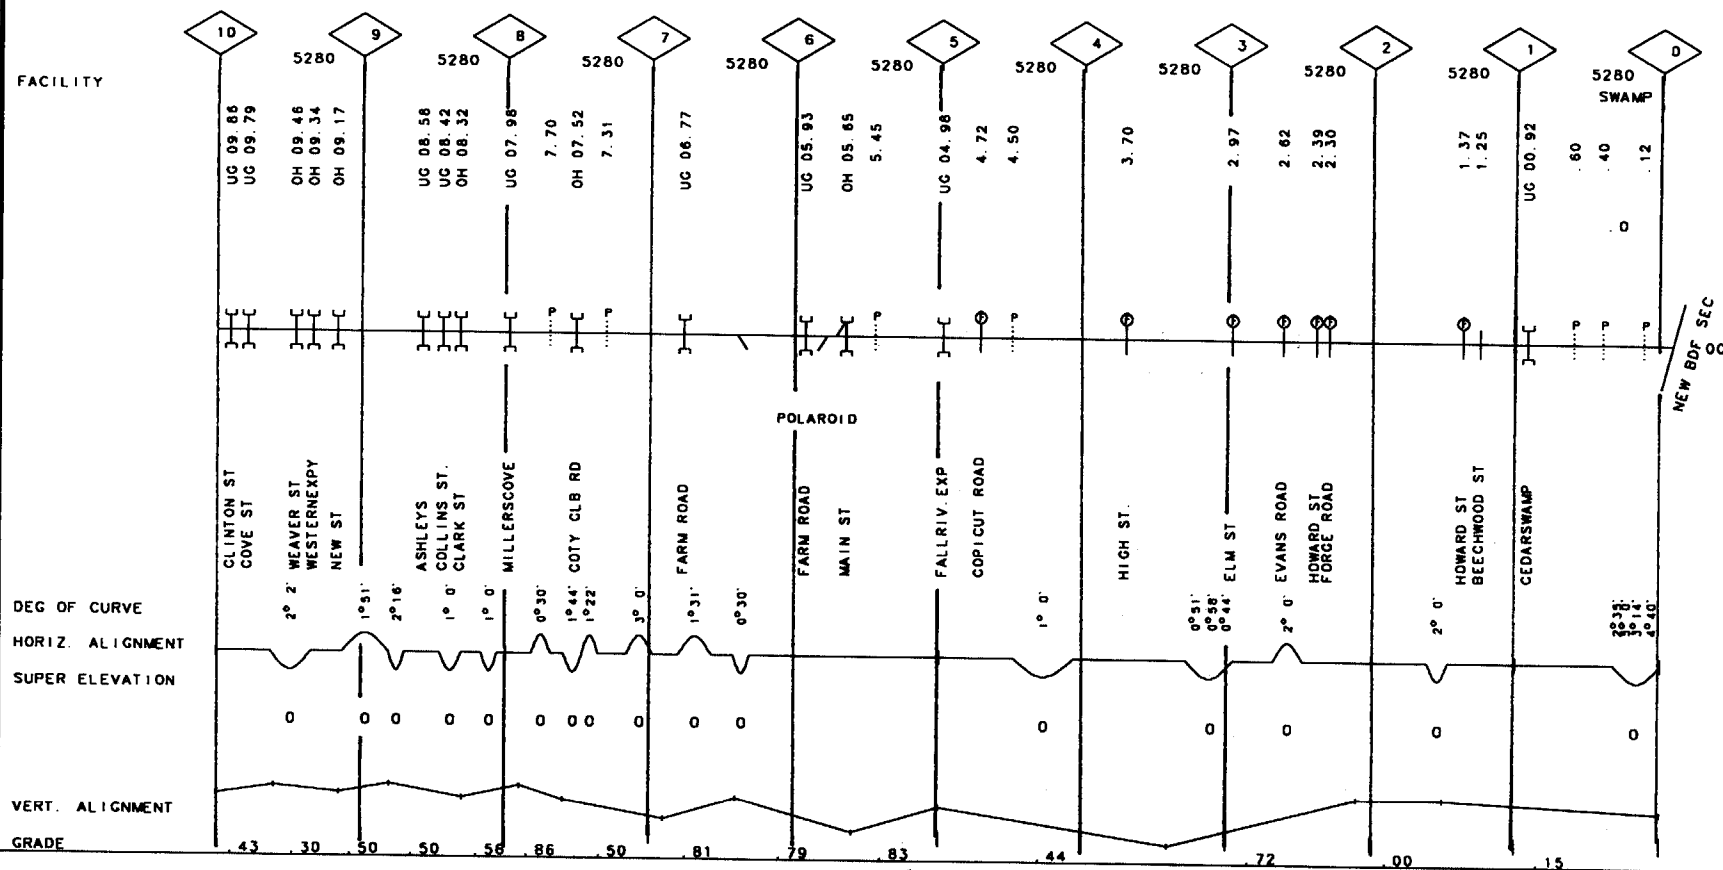 10 9 8 7 6 5 4 3 2 1 0
5280 5280 5280 5280 5280 5280 5280 5280 5280 5280
FACILITY
SWAMP
UG 09.86
UG 09.79
OH 09.46
OH 09.34
OH 09.17
UG 08.58
UG 08.42
OH 08.32
UG 07.98
7.70
OH 07.52
7.31
UG 06.77
UG 05.93
OH 05.65
5.45
UG 04.98
4.72
4.50
3.70
2.97
2.62
2.39
2.30
1.37
1.25
UG 00.92
.60
.40
.12
.0
P P P P P P P
F F F F F F F
NEW BDF SEC 00
POLAROID
CLINTON ST
COVE ST
WEAVER ST
WESTERNEXPY
NEW ST
ASHLEYS
COLLINS ST.
CLARK ST
MILLERSCOVE
COTY CLB RD
FARM ROAD
FARM ROAD
MAIN ST
FALLRIV.EXP
COPICUT ROAD
HIGH ST.
ELM ST
EVANS ROAD
HOWARD ST
FORGE ROAD
HOWARD ST
BEECHWOOD ST
CEDARSWAMP
DEG OF CURVE
2° 2'
1°51'
2°16'
1° 0'
1° 0'
0°30'
1°44'
1°22'
3° 0'
1°31'
0°30'
1° 0'
0°51'
0°58'
0°44'
2° 0'
2° 0'
3°14'
4°40'
HORIZ. ALIGNMENT
SUPER ELEVATION
0 0 0 0 0 0 0 0 0 0 0 0 0 0 0 0
VERT. ALIGNMENT
GRADE
.43 .30 .50 .50 .56 .86 .50 .81 .79 .83 .44 .72 .00 .15